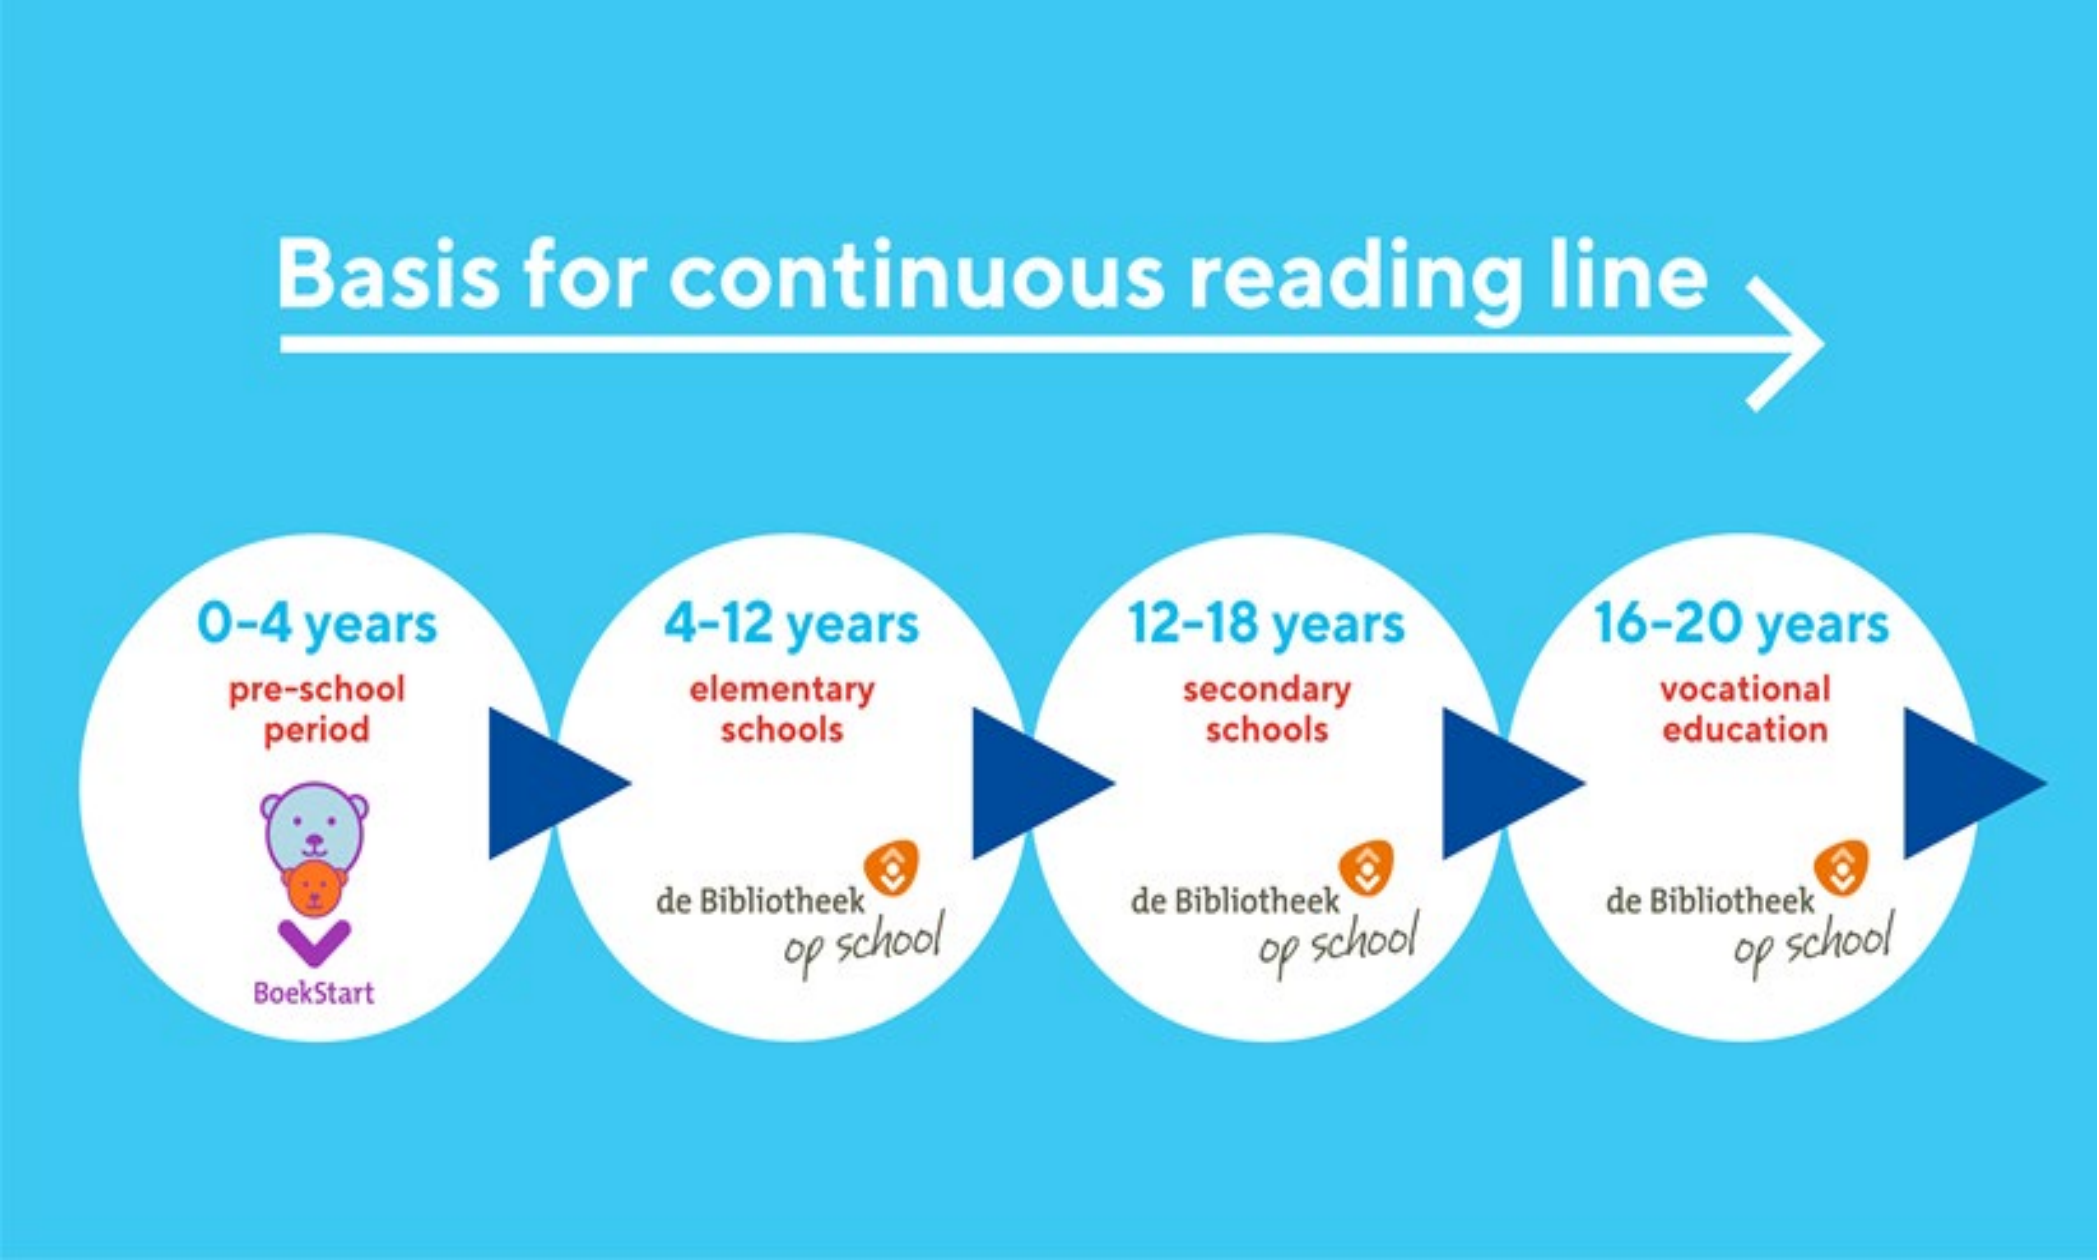 Basis for continuous reading line
0-4 years
pre-school
period
BoekStart
4-12 years
elementary
schools
de Bibliotheek
op school
12-18 years
secondary
schools
de Bibliotheek
op school
16-20 years
vocational
education
de Bibliotheek
op school